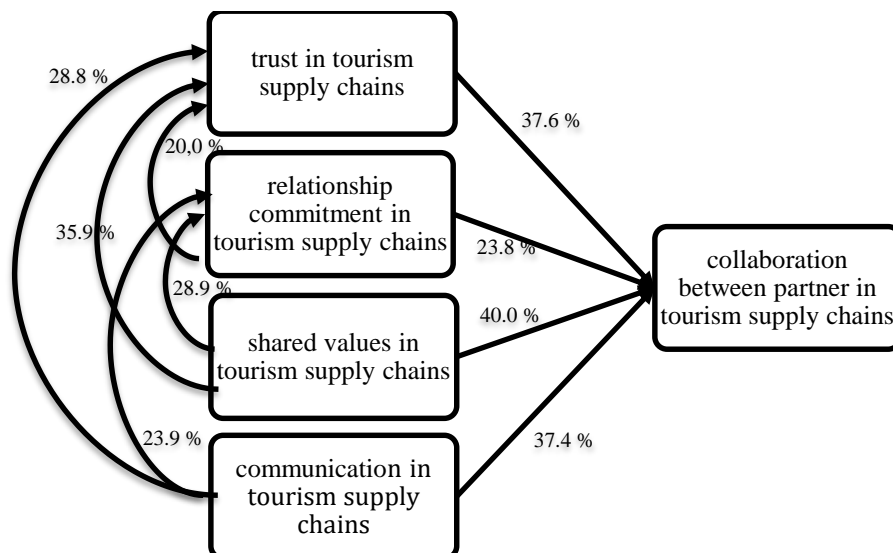 trust in tourism
supply chains
28.8 %
37.6 %
20,0 %
relationship
commitment in
tourism supply chains
35.9 %
23.8 %
collaboration
between partner in
tourism supply chains
28.9 %
40.0 %
shared values in
tourism supply chains
23.9 %
37.4 %
communication in
tourism supply
chains